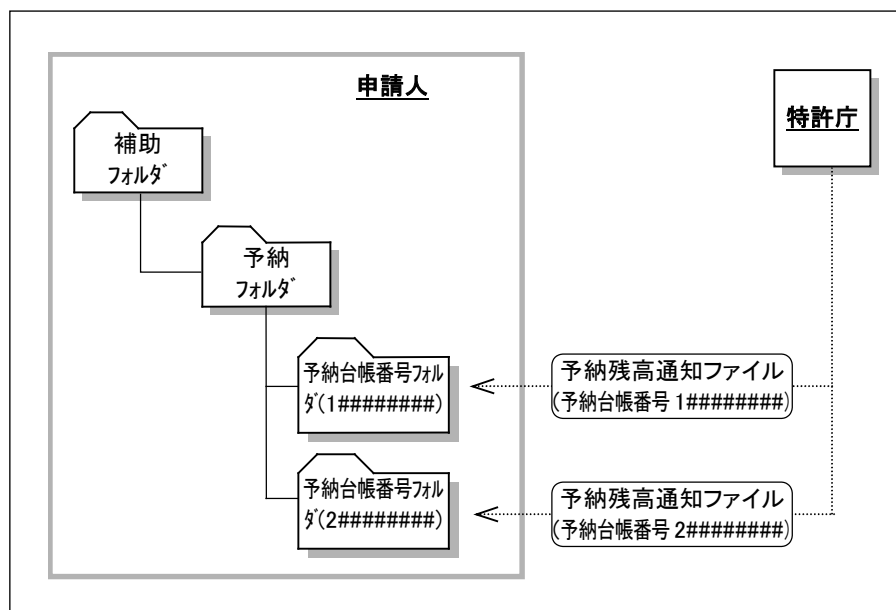 申請人
特許庁
補助
ﾌｫﾙﾀﾞ
予納
ﾌｫﾙﾀﾞ
予納台帳番号ﾌｫﾙ
ﾀﾞ(1########)
予納残高通知ファイル
(予納台帳番号 1########)
予納台帳番号ﾌｫﾙ
ﾀﾞ(2########)
予納残高通知ファイル
(予納台帳番号 2########)